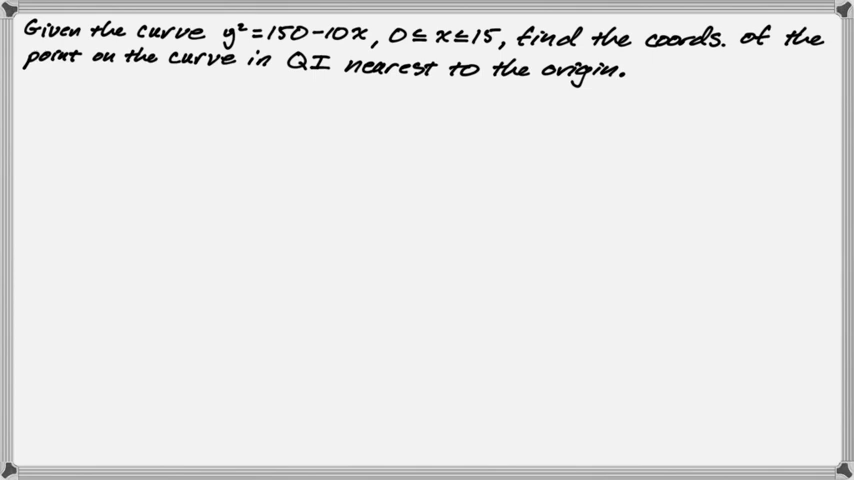 Given the curve y²=150-10x, 0≤x≤15, find the coords. of the
point on the curve in QI nearest to the origin.